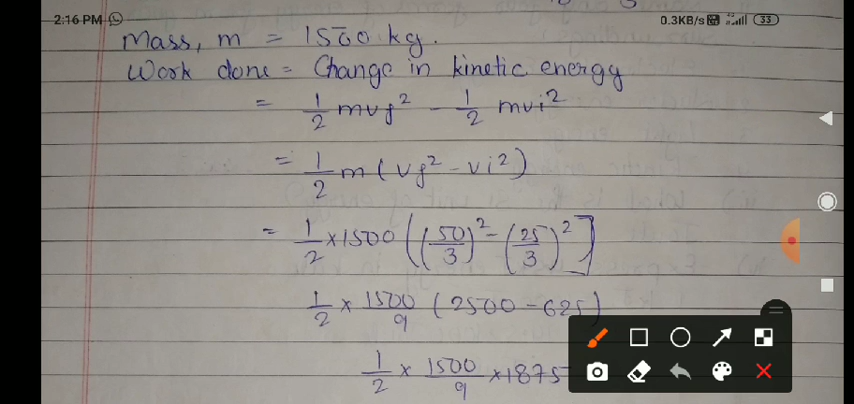 2:16 PM 0.3KB/s 33
Mass, m = 1500 kg.
Work done = Change in kinetic energy
= 1/2 mvf² - 1/2 mvi²
= 1/2 m (vf² - vi²)
= 1/2 × 1500 ((50/3)² - (25/3)²]
1/2 × 1500/9 (2500 - 625)
1/2 × 1500/9 × 1875